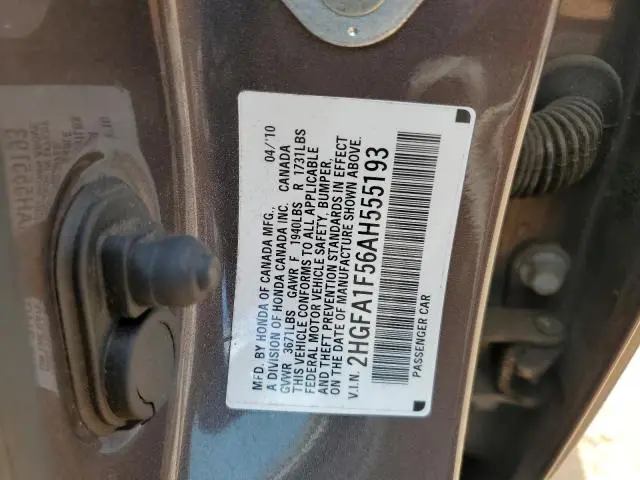 MFD. BY HONDA OF CANADA MFG., 04/10
A DIVISION OF HONDA CANADA INC. CANADA
GVWR 3671LBS GAWR F 1940LBS R 1731LBS
THIS VEHICLE CONFORMS TO ALL APPLICABLE
FEDERAL MOTOR VEHICLE SAFETY, BUMPER,
AND THEFT PREVENTION STANDARDS IN EFFECT
ON THE DATE OF MANUFACTURE SHOWN ABOVE.
V.I.N. 2HGFA1F56AH555193
PASSENGER CAR